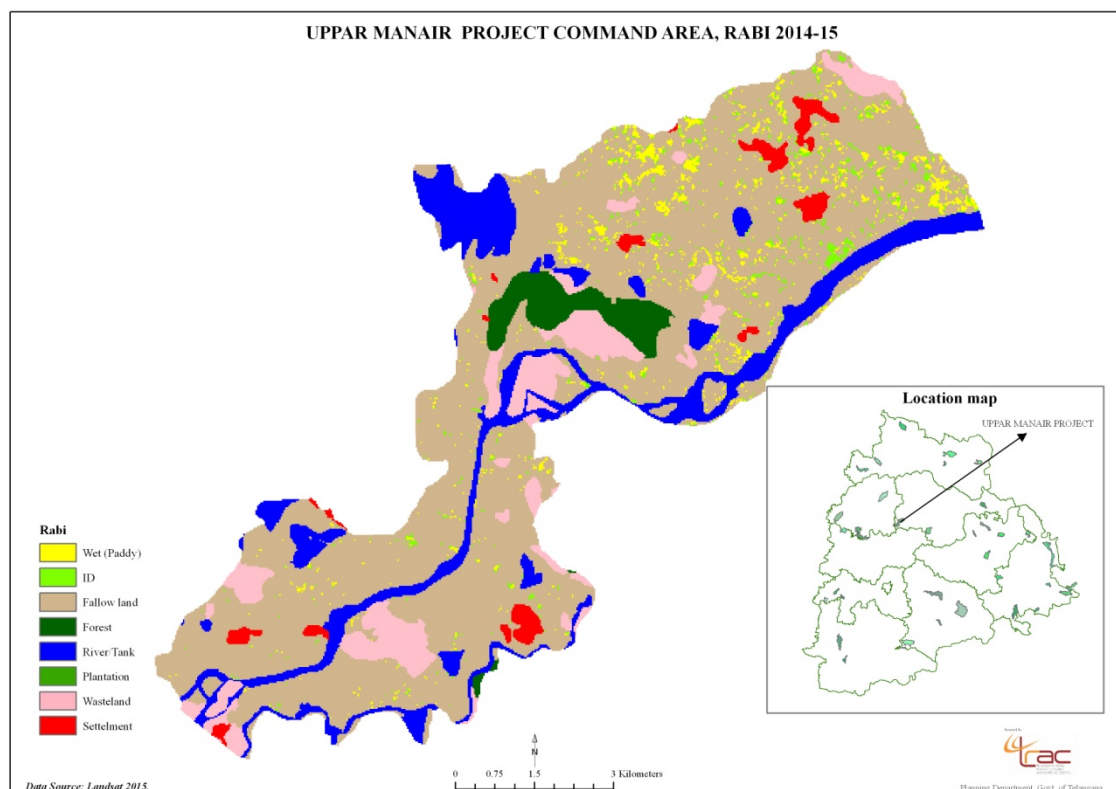 UPPAR MANAIR PROJECT COMMAND AREA, RABI 2014-15
Location map
UPPAR MANAIR PROJECT
Rabi
Wet (Paddy)
ID
Fallow land
Forest
River/Tank
Plantation
Wasteland
Settelment
N
0 0.75 1.5 3 Kilometers
trac
Data Source: Landsat 2015.
Planning Department, Govt. of Telangana